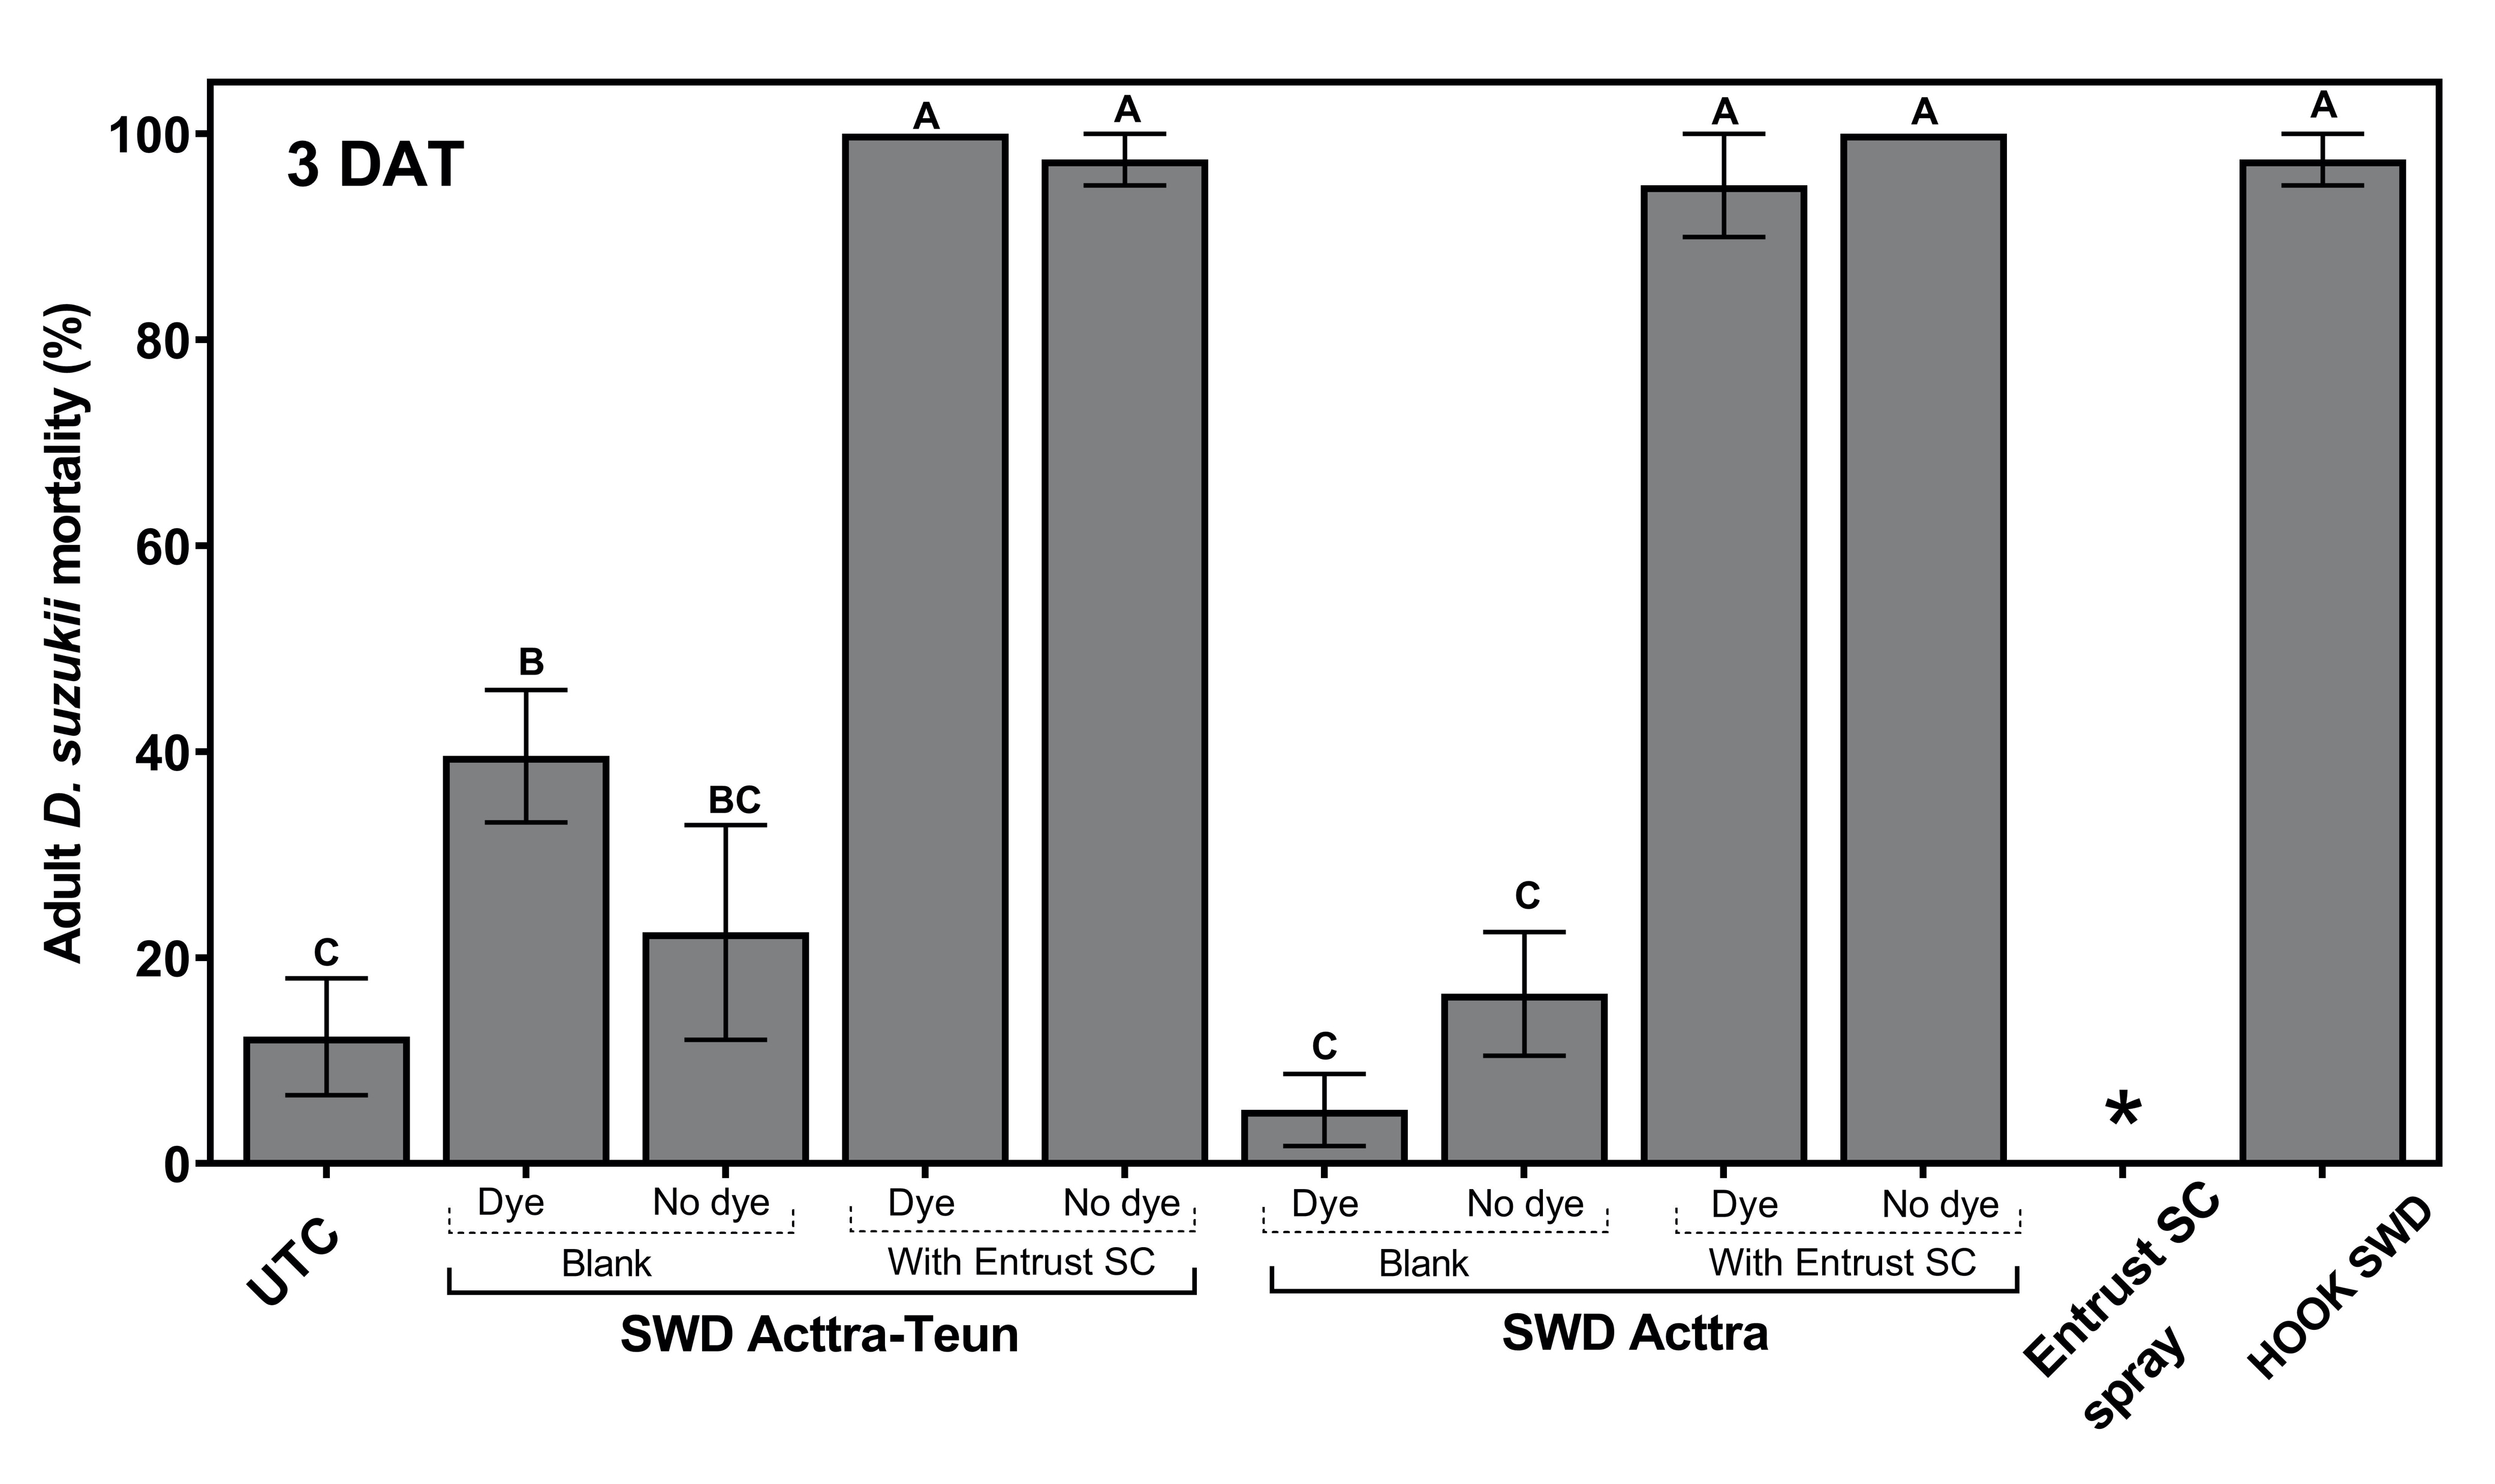 3 DAT
Adult D. suzukii mortality (%)
100
80
60
40
20
0
C
B
BC
A
A
C
C
A
A
*
A
UTC
Dye
No dye
Dye
No dye
Dye
No dye
Dye
No dye
Blank
With Entrust SC
Blank
With Entrust SC
SWD Acttra-Teun
SWD Acttra
Entrust SC
spray
HOOK SWD